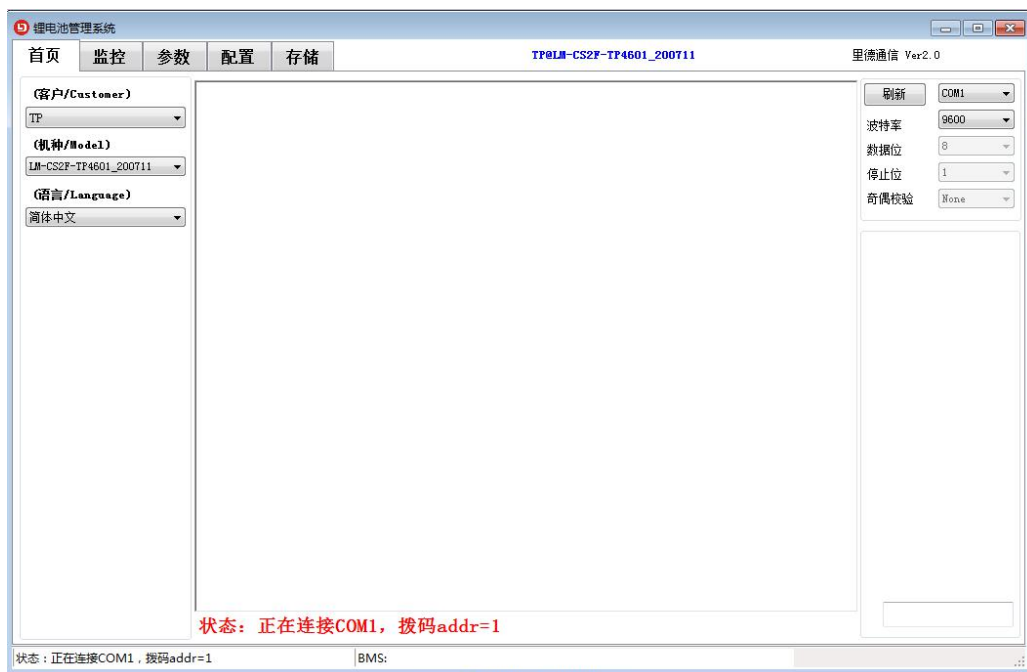 锂电池管理系统
首页 监控 参数 配置 存储 TP@LM-CS2F-TP4601_200711 里德通信 Ver2.0
(客户/Customer)
TP
(机种/Model)
LM-CS2F-TP4601_200711
(语言/Language)
简体中文
刷新 COM1
波特率 9600
数据位 8
停止位 1
奇偶校验 None
状态: 正在连接COM1, 拨码addr=1
状态:正在连接COM1,拨码addr=1 BMS: